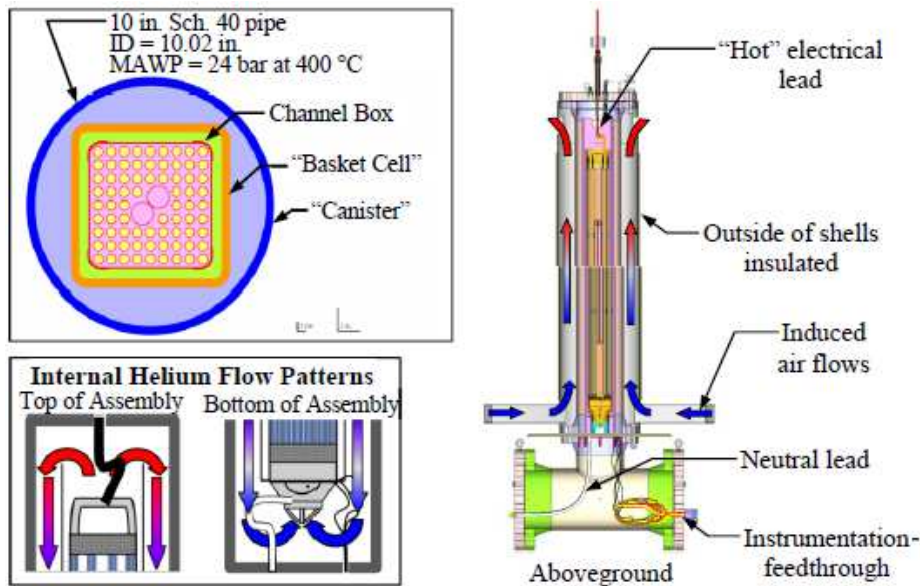 10 in. Sch. 40 pipe
ID = 10.02 in.
MAWP = 24 bar at 400 °C
Channel Box
“Basket Cell”
“Canister”
Internal Helium Flow Patterns
Top of Assembly
Bottom of Assembly
“Hot” electrical
lead
Outside of shells
insulated
Induced
air flows
Neutral lead
Instrumentation-
feedthrough
Aboveground